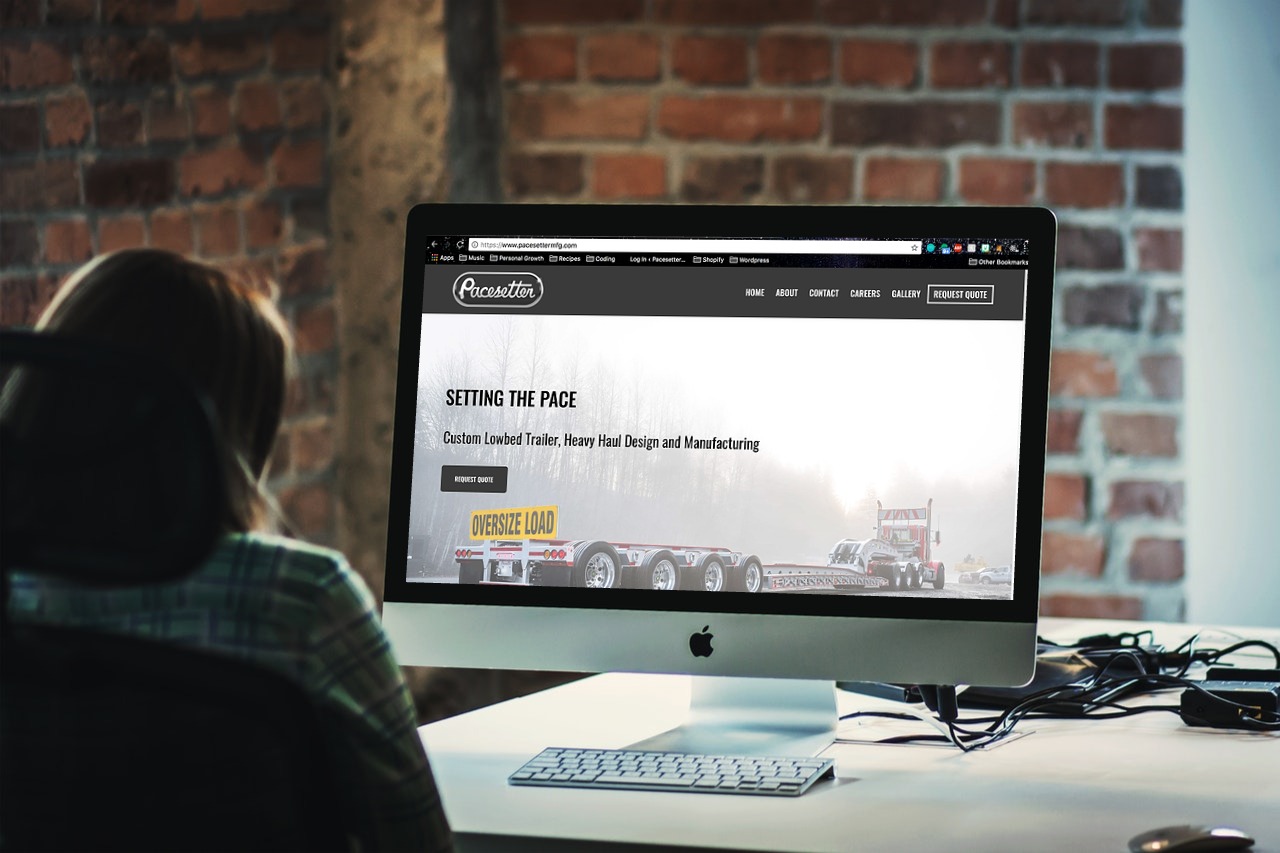 https://www.pacesettermfg.com
Apps Music Personal Growth Recipes Coding Log In ‹ Pacesetter... Shopify Wordpress Other Bookmarks
Pacesetter
HOME ABOUT CONTACT CAREERS GALLERY REQUEST QUOTE
SETTING THE PACE
Custom Lowbed Trailer, Heavy Haul Design and Manufacturing
REQUEST QUOTE
OVERSIZE LOAD